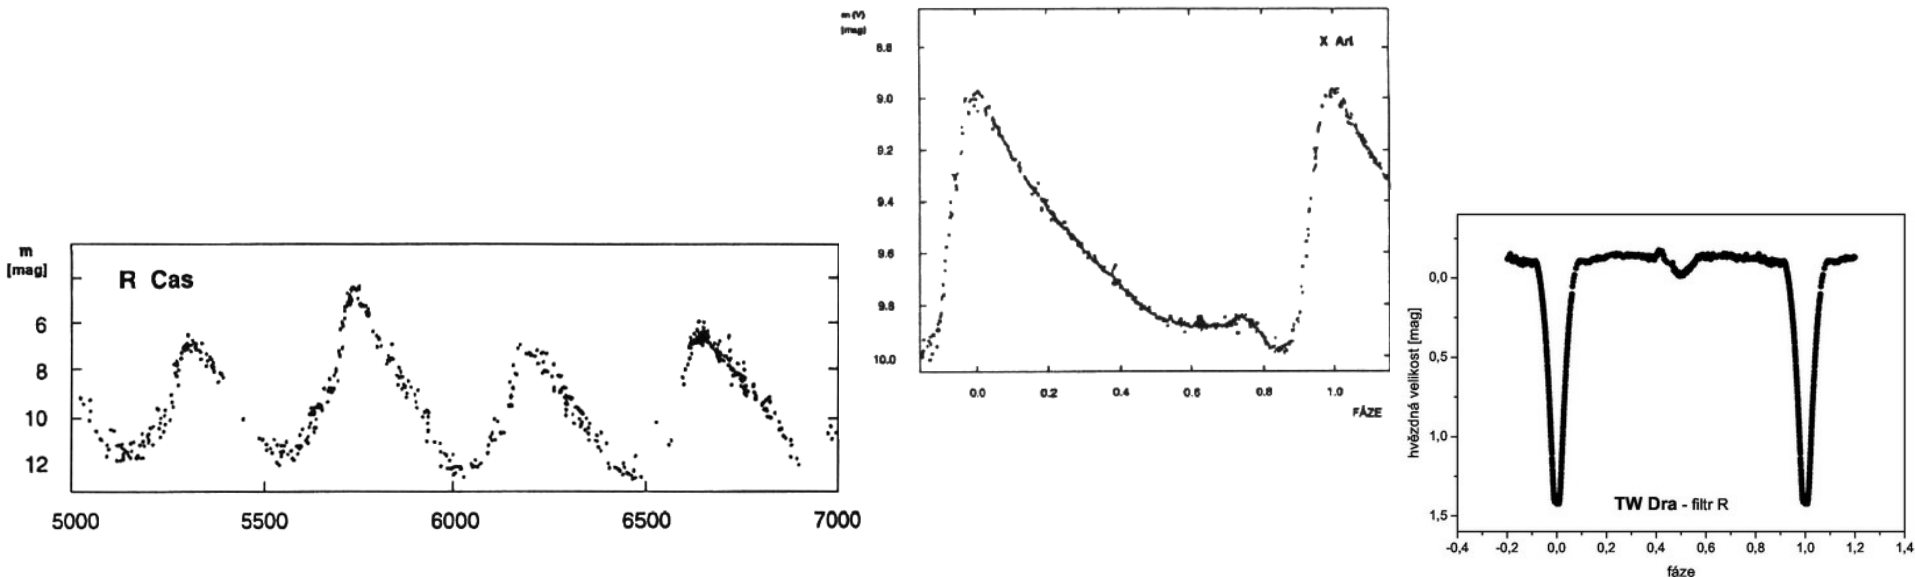 m
[mag]
R Cas
6
8
10
12
5000 5500 6000 6500 7000
m (V)
[mag]
X Ari
8.8
9.0
9.2
9.4
9.6
9.8
10.0
0.0 0.2 0.4 0.6 0.8 1.0
FÁZE
hvězdná velikost [mag]
0,0
0,5
1,0
1,5
TW Dra - filtr R
-0,4 -0,2 0,0 0,2 0,4 0,6 0,8 1,0 1,2 1,4
fáze